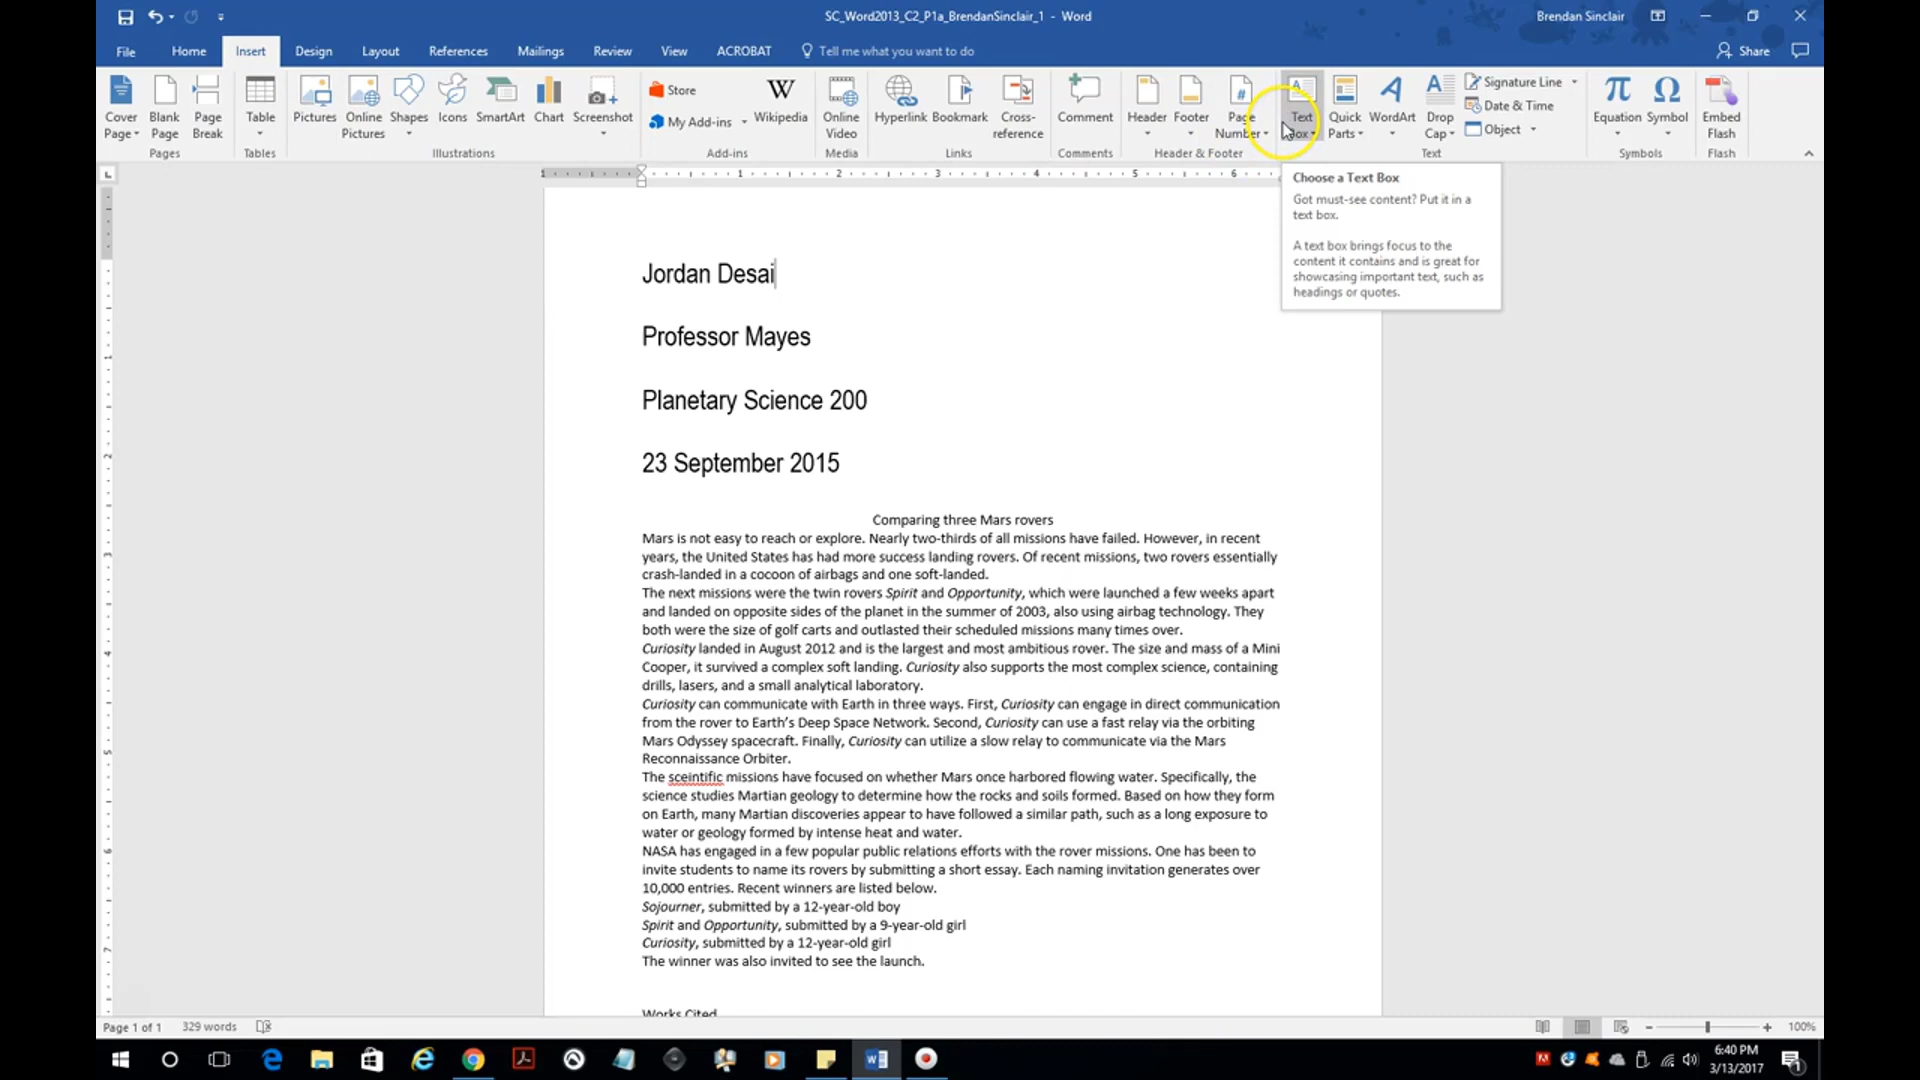 SC_Word2013_C2_P1a_BrendanSinclair_1 - Word
Brendan Sinclair
File Home Insert Design Layout References Mailings Review View ACROBAT Tell me what you want to do Share
Cover Page Blank Page Page Break Table Pictures Online Pictures Shapes Icons SmartArt Chart Screenshot Store My Add-ins Wikipedia Online Video Hyperlink Bookmark Cross-reference Comment Header Footer Page Number Text Box Quick Parts WordArt Drop Cap Signature Line Date & Time Object Equation Symbol Embed Flash
Pages Tables Illustrations Add-ins Media Links Comments Header & Footer Text Symbols Flash
1 1 2 3 4 5 6
Choose a Text Box
Got must-see content? Put it in a
text box.
A text box brings focus to the
content it contains and is great for
showcasing important text, such as
headings or quotes.
Jordan Desai
Professor Mayes
Planetary Science 200
23 September 2015
Comparing three Mars rovers
Mars is not easy to reach or explore. Nearly two-thirds of all missions have failed. However, in recent
years, the United States has had more success landing rovers. Of recent missions, two rovers essentially
crash-landed in a cocoon of airbags and one soft-landed.
The next missions were the twin rovers Spirit and Opportunity, which were launched a few weeks apart
and landed on opposite sides of the planet in the summer of 2003, also using airbag technology. They
both were the size of golf carts and outlasted their scheduled missions many times over.
Curiosity landed in August 2012 and is the largest and most ambitious rover. The size and mass of a Mini
Cooper, it survived a complex soft landing. Curiosity also supports the most complex science, containing
drills, lasers, and a small analytical laboratory.
Curiosity can communicate with Earth in three ways. First, Curiosity can engage in direct communication
from the rover to Earth's Deep Space Network. Second, Curiosity can use a fast relay via the orbiting
Mars Odyssey spacecraft. Finally, Curiosity can utilize a slow relay to communicate via the Mars
Reconnaissance Orbiter.
The sceintific missions have focused on whether Mars once harbored flowing water. Specifically, the
science studies Martian geology to determine how the rocks and soils formed. Based on how they form
on Earth, many Martian discoveries appear to have followed a similar path, such as a long exposure to
water or geology formed by intense heat and water.
NASA has engaged in a few popular public relations efforts with the rover missions. One has been to
invite students to name its rovers by submitting a short essay. Each naming invitation generates over
10,000 entries. Recent winners are listed below.
Sojourner, submitted by a 12-year-old boy
Spirit and Opportunity, submitted by a 9-year-old girl
Curiosity, submitted by a 12-year-old girl
The winner was also invited to see the launch.
Works Cited
Page 1 of 1 329 words 100%
6:40 PM
3/13/2017